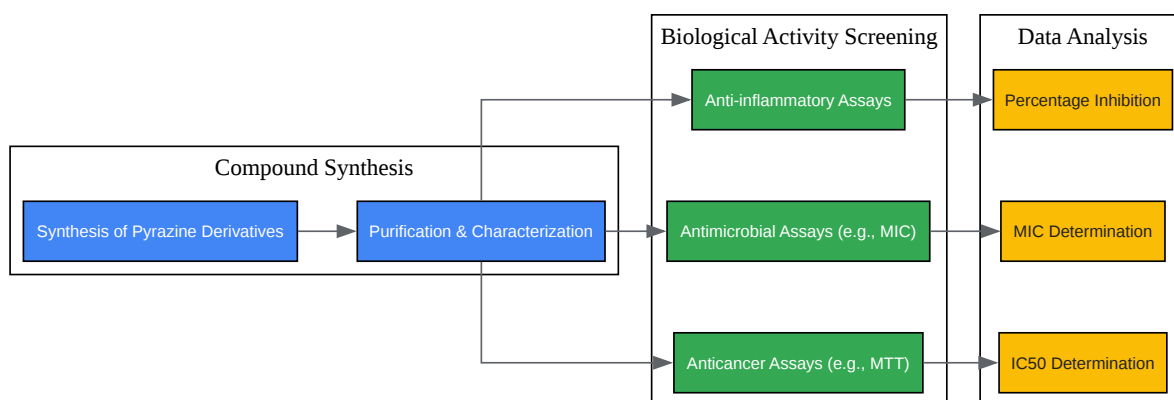 Biological Activity Screening
Data Analysis
Anti-inflammatory Assays
Percentage Inhibition
Compound Synthesis
Synthesis of Pyrazine Derivatives
Purification & Characterization
Antimicrobial Assays (e.g., MIC)
MIC Determination
Anticancer Assays (e.g., MTT)
IC50 Determination